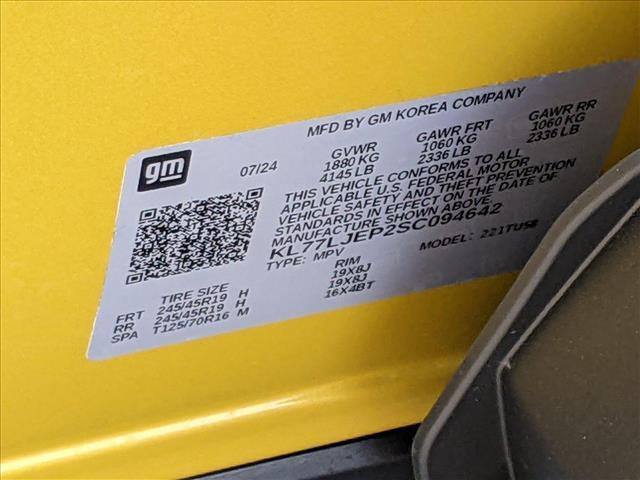 MFD BY GM KOREA COMPANY
gm
07/24
GVWR GAWR FRT GAWR RR
1880 KG 1060 KG 1060 KG
4145 LB 2336 LB 2336 LB
THIS VEHICLE CONFORMS TO ALL
APPLICABLE U.S. FEDERAL MOTOR
VEHICLE SAFETY AND THEFT PREVENTION
STANDARDS IN EFFECT ON THE DATE OF
MANUFACTURE SHOWN ABOVE.
KL77LJEP2SC094642
TYPE: MPV MODEL: 221TUSB
TIRE SIZE RIM
FRT 245/45R19 H 19X8J
RR 245/45R19 H 19X8J
SPA T125/70R16 M 16X4BT